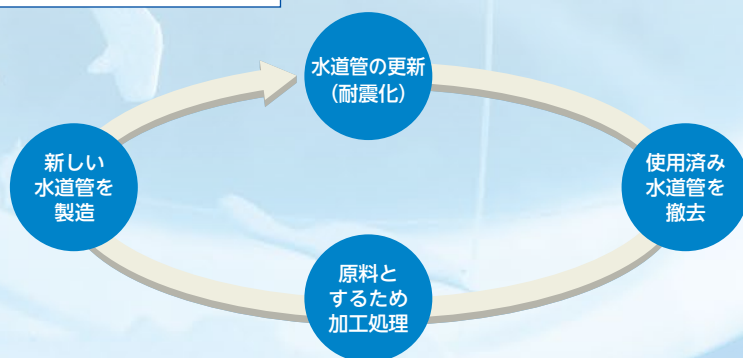 水道管の更新
（耐震化）
使用済み
水道管を
撤去
原料と
するため
加工処理
新しい
水道管を
製造